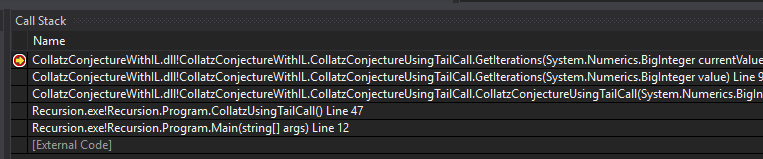 Call Stack
Name
CollatzConjectureWithIL.dll!CollatzConjectureWithIL.CollatzConjectureUsingTailCall.GetIterations(System.Numerics.BigInteger currentValue
CollatzConjectureWithIL.dll!CollatzConjectureWithIL.CollatzConjectureUsingTailCall.GetIterations(System.Numerics.BigInteger value) Line 9
CollatzConjectureWithIL.dll!CollatzConjectureWithIL.CollatzConjectureUsingTailCall.CollatzConjectureUsingTailCall(System.Numerics.BigIn
Recursion.exe!Recursion.Program.CollatzUsingTailCall() Line 47
Recursion.exe!Recursion.Program.Main(string[] args) Line 12
[External Code]